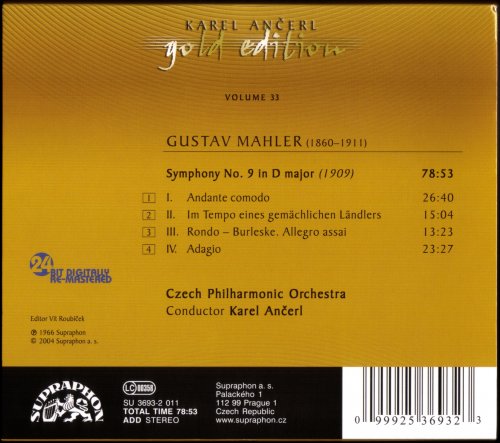 KAREL ANČERL
gold edition
VOLUME 33
GUSTAV MAHLER (1860–1911)
Symphony No. 9 in D major (1909) 78:53
1 I. Andante comodo 26:40
2 II. Im Tempo eines gemächlichen Ländlers 15:04
3 III. Rondo – Burleske. Allegro assai 13:23
4 IV. Adagio 23:27
24 BIT DIGITALLY
RE-MASTERED
Czech Philharmonic Orchestra
Conductor Karel Ančerl
Editor Vít Roubíček
℗ 1966 Supraphon
© 2004 Supraphon a. s.
SUPRAPHON
LC 00358
SU 3693-2 011
TOTAL TIME 78:53
ADD STEREO
Supraphon a. s.
Palackého 1
112 99 Prague 1
Czech Republic
www.supraphon.cz
0 99925 36932 3